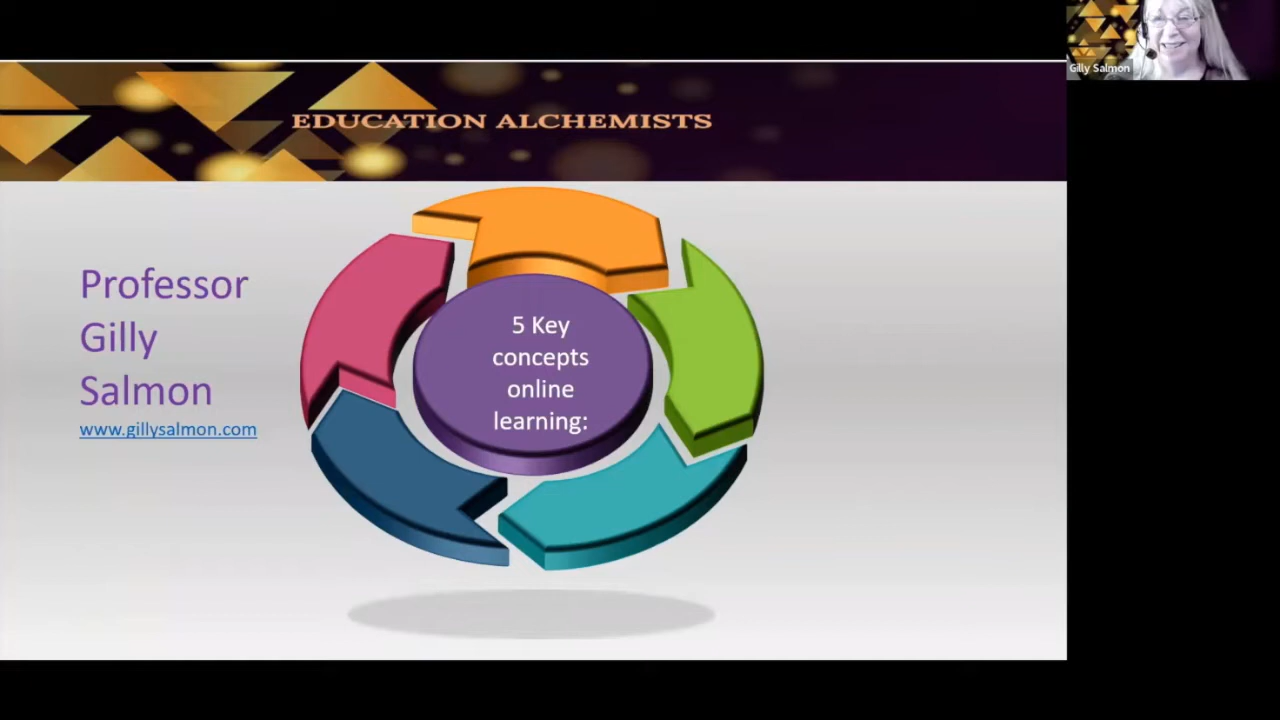 Gilly Salmon
EDUCATION ALCHEMISTS
Professor
Gilly
Salmon
www.gillysalmon.com
5 Key
concepts
online
learning: